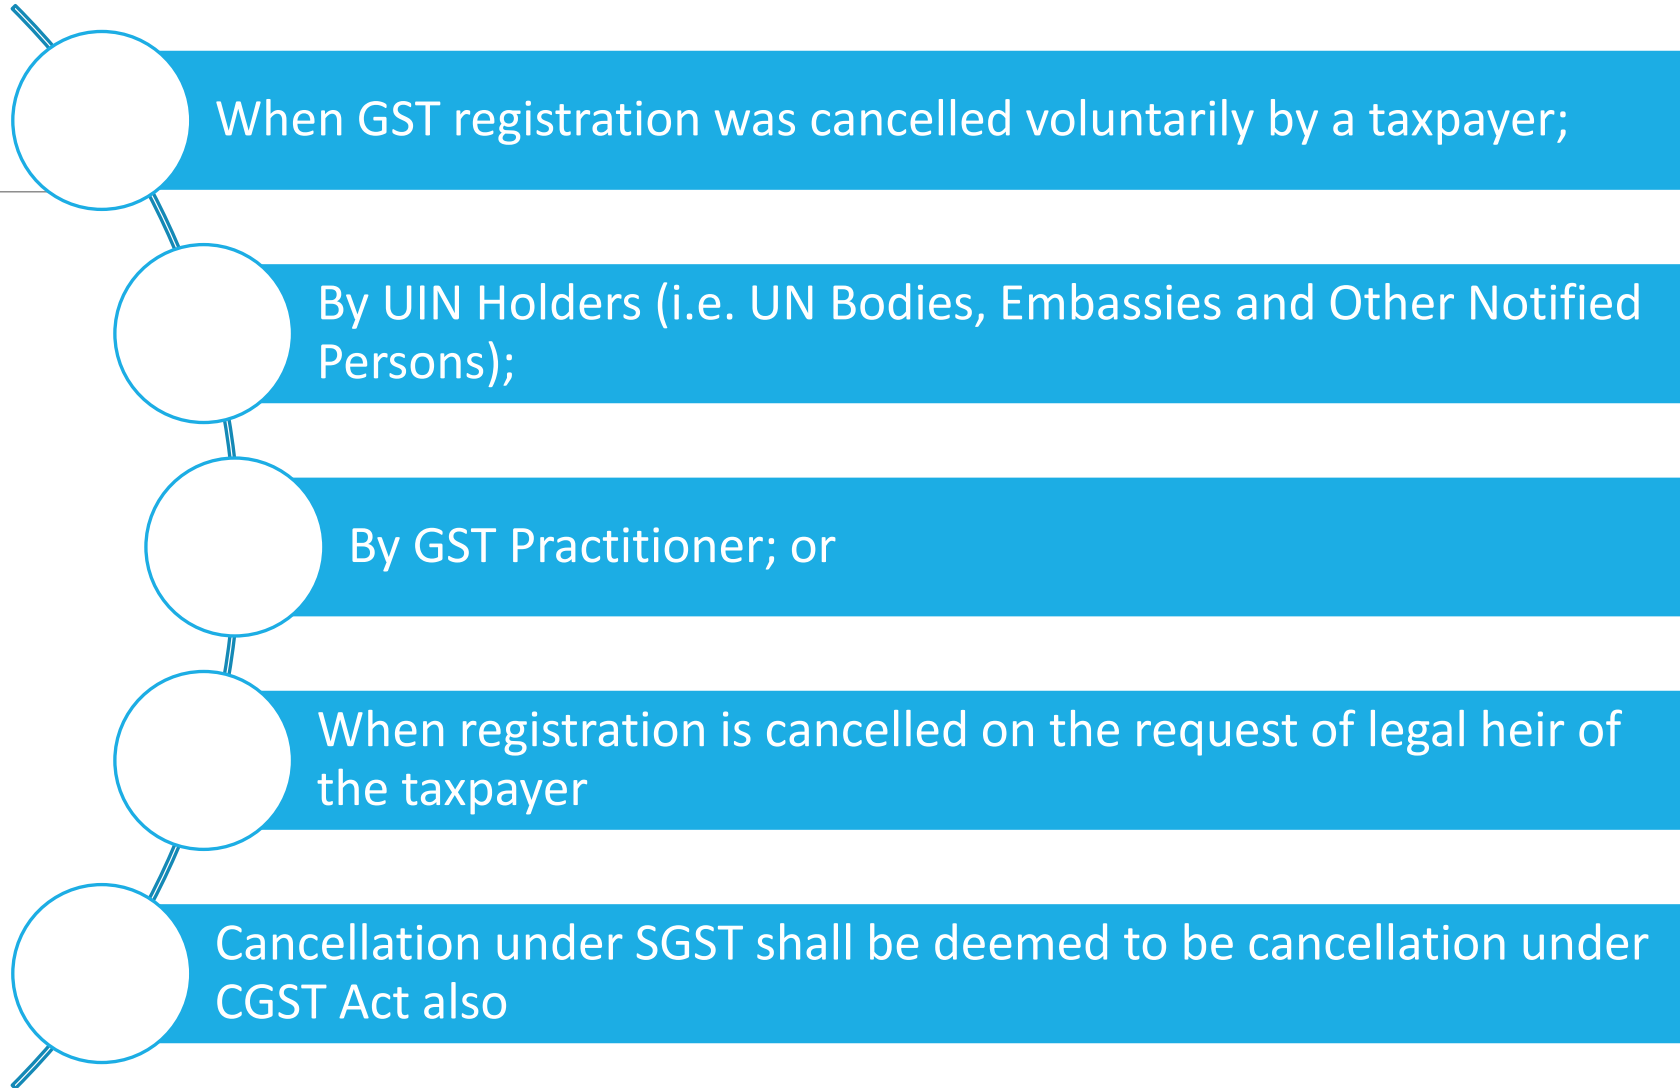 When GST registration was cancelled voluntarily by a taxpayer;
By UIN Holders (i.e. UN Bodies, Embassies and Other Notified
Persons);
By GST Practitioner; or
When registration is cancelled on the request of legal heir of
the taxpayer
Cancellation under SGST shall be deemed to be cancellation under
CGST Act also